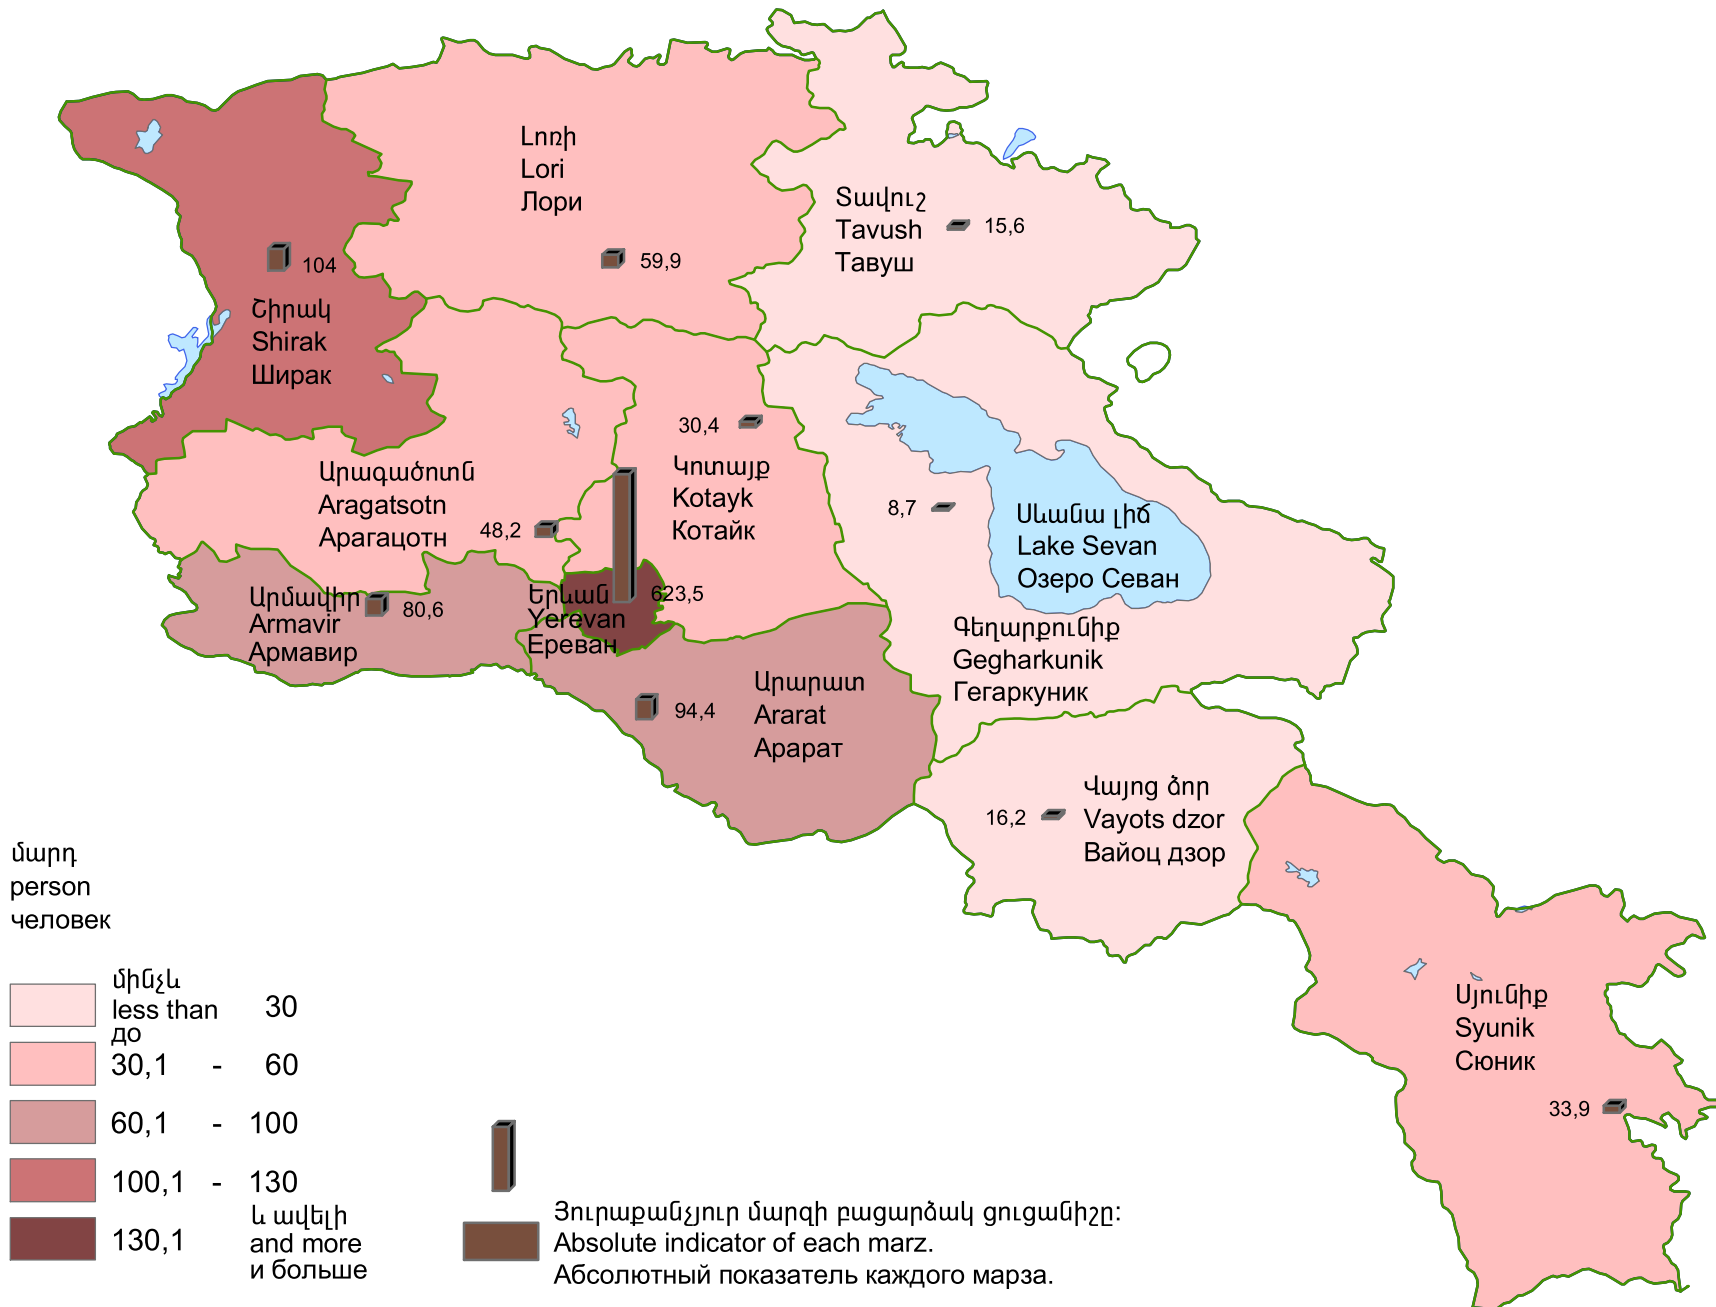 Լոռի
Lori
Лори
59,9
Տավուշ
Tavush
Тавуш
15,6
104
Շիրակ
Shirak
Ширак
30,4
Կոտայք
Kotayk
Котайк
Արագածոտն
Aragatsotn
Арагацотн
48,2
8,7
Սևանա լիճ
Lake Sevan
Озеро Севан
Արմավիր
Armavir
Армавир
80,6
Երևան
Yerevan
Ереван
623,5
Գեղարքունիք
Gegharkunik
Гегаркуник
Արարատ
Ararat
Арарат
94,4
Վայոց ձոր
Vayots dzor
Вайоц дзор
16,2
Սյունիք
Syunik
Сюник
33,9
մարդ
person
человек
մինչև
less than 30
до
30,1 - 60
60,1 - 100
100,1 - 130
130,1
և ավելի
and more
и больше
Յուրաքանչյուր մարզի բացարձակ ցուցանիշը:
Absolute indicator of each marz.
Абсолютный показатель каждого марза.